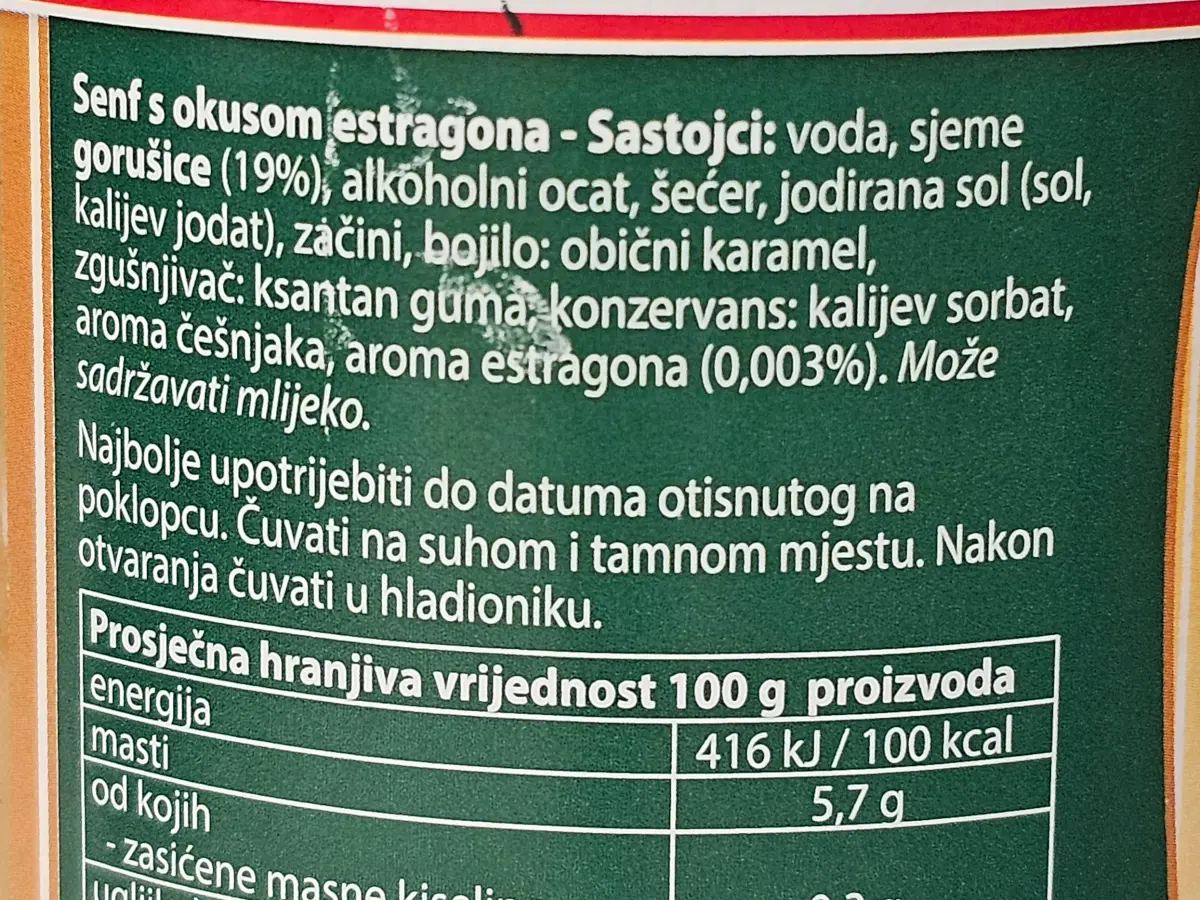 Senf s okusom estragona - Sastojci: voda, sjeme
gorušice (19%), alkoholni ocat, šećer, jodirana sol (sol,
kalijev jodat), začini, bojilo: obični karamel,
zgušnjivač: ksantan guma, konzervans: kalijev sorbat,
aroma češnjaka, aroma estragona (0,003%). Može
sadržavati mlijeko.
Najbolje upotrijebiti do datuma otisnutog na
poklopcu. Čuvati na suhom i tamnom mjestu. Nakon
otvaranja čuvati u hladioniku.
Prosječna hranjiva vrijednost 100 g proizvoda
energija 416 kJ / 100 kcal
masti 5,7 g
od kojih
- zasićene masne